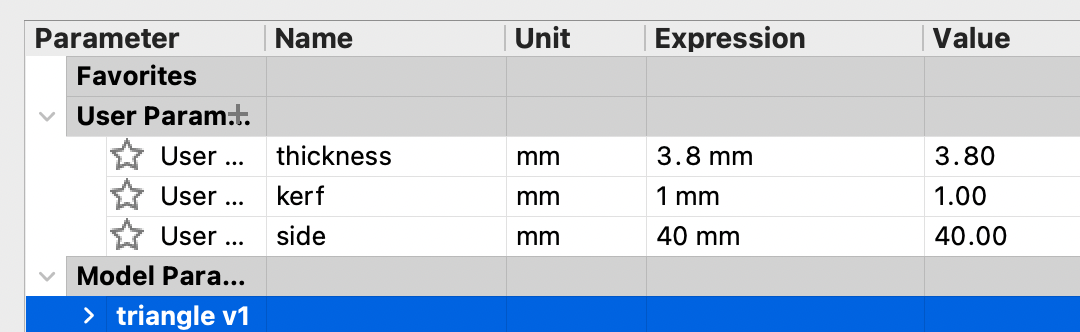 Parameter Name Unit Expression Value
Favorites
User Param...
User ... thickness mm 3.8 mm 3.80
User ... kerf mm 1 mm 1.00
User ... side mm 40 mm 40.00
Model Para...
triangle v1